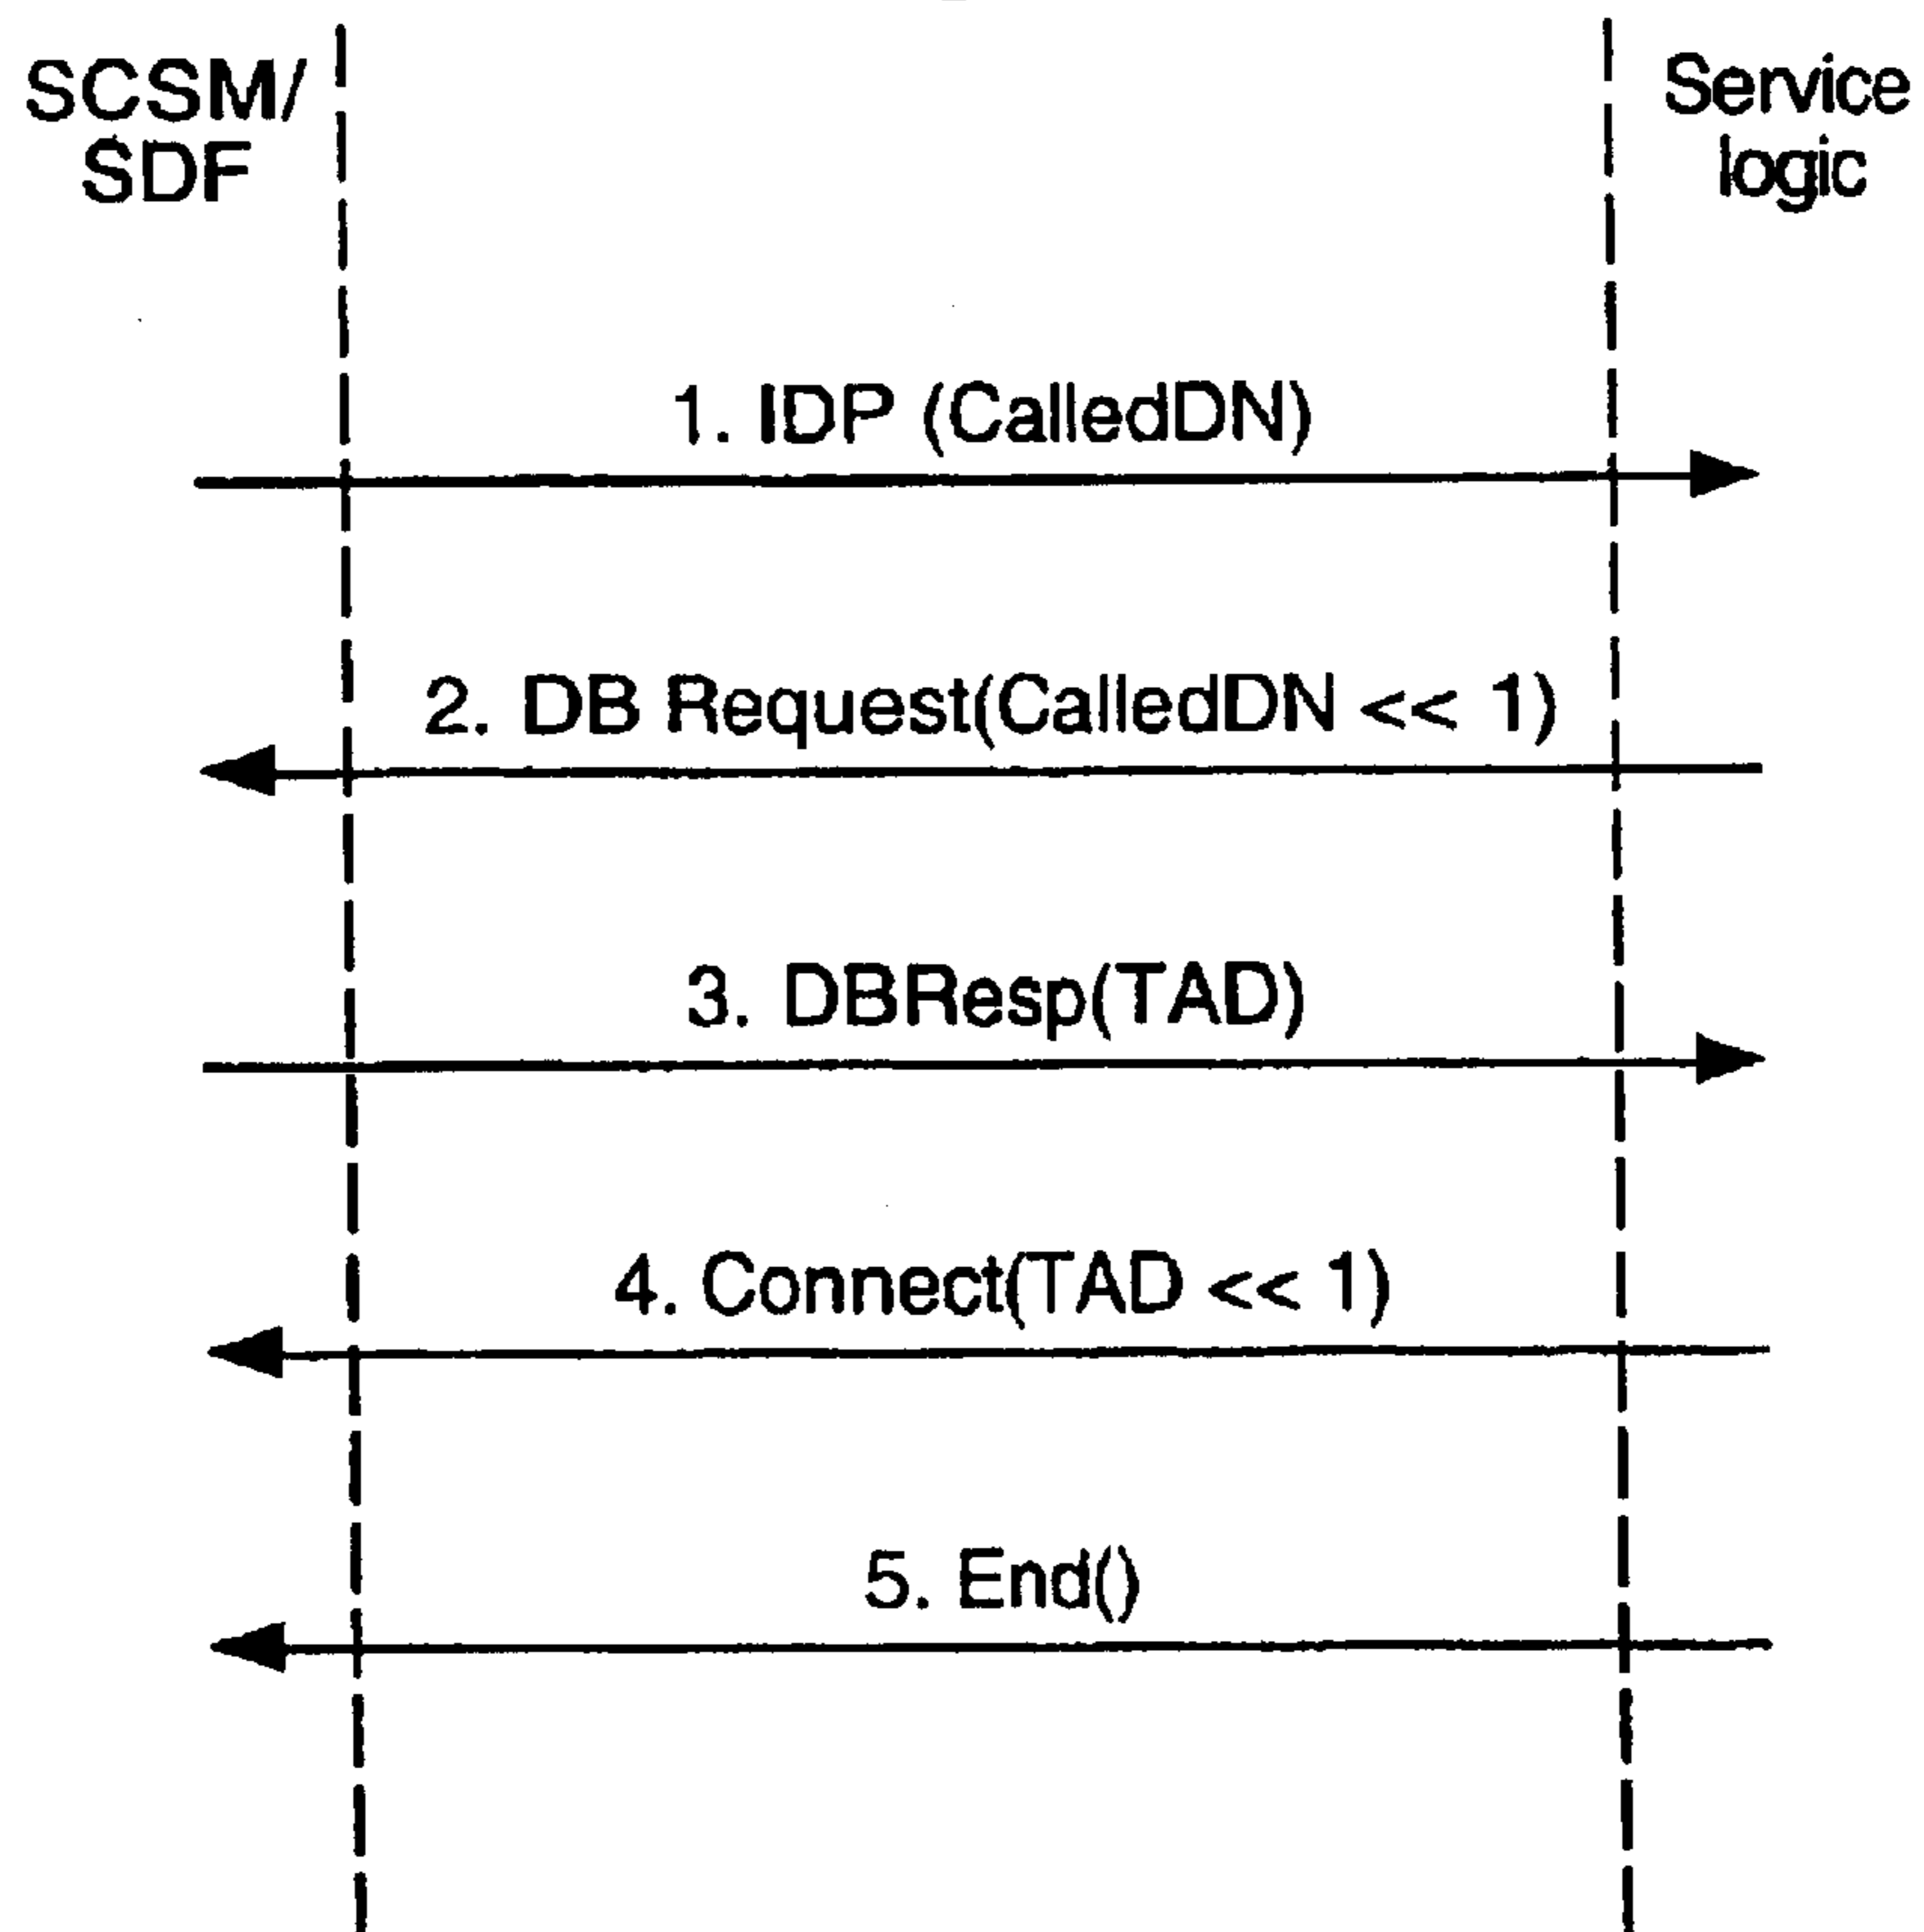 SCSM/
SDF
Service
logic
1. IDP (CalledDN)
2. DB Request(CalledDN << 1)
3. DBResp(TAD)
4. Connect(TAD << 1)
5. End()